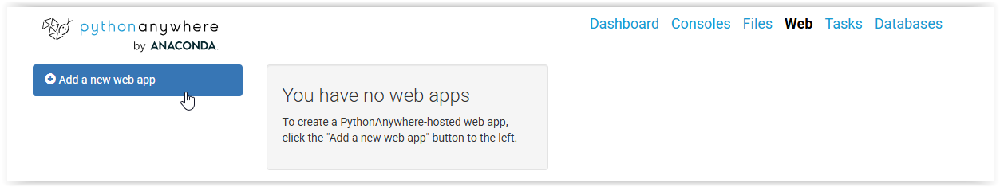 pythonanywhere
by ANACONDA.
Dashboard Consoles Files Web Tasks Databases
Add a new web app
You have no web apps
To create a PythonAnywhere-hosted web app,
click the "Add a new web app" button to the left.